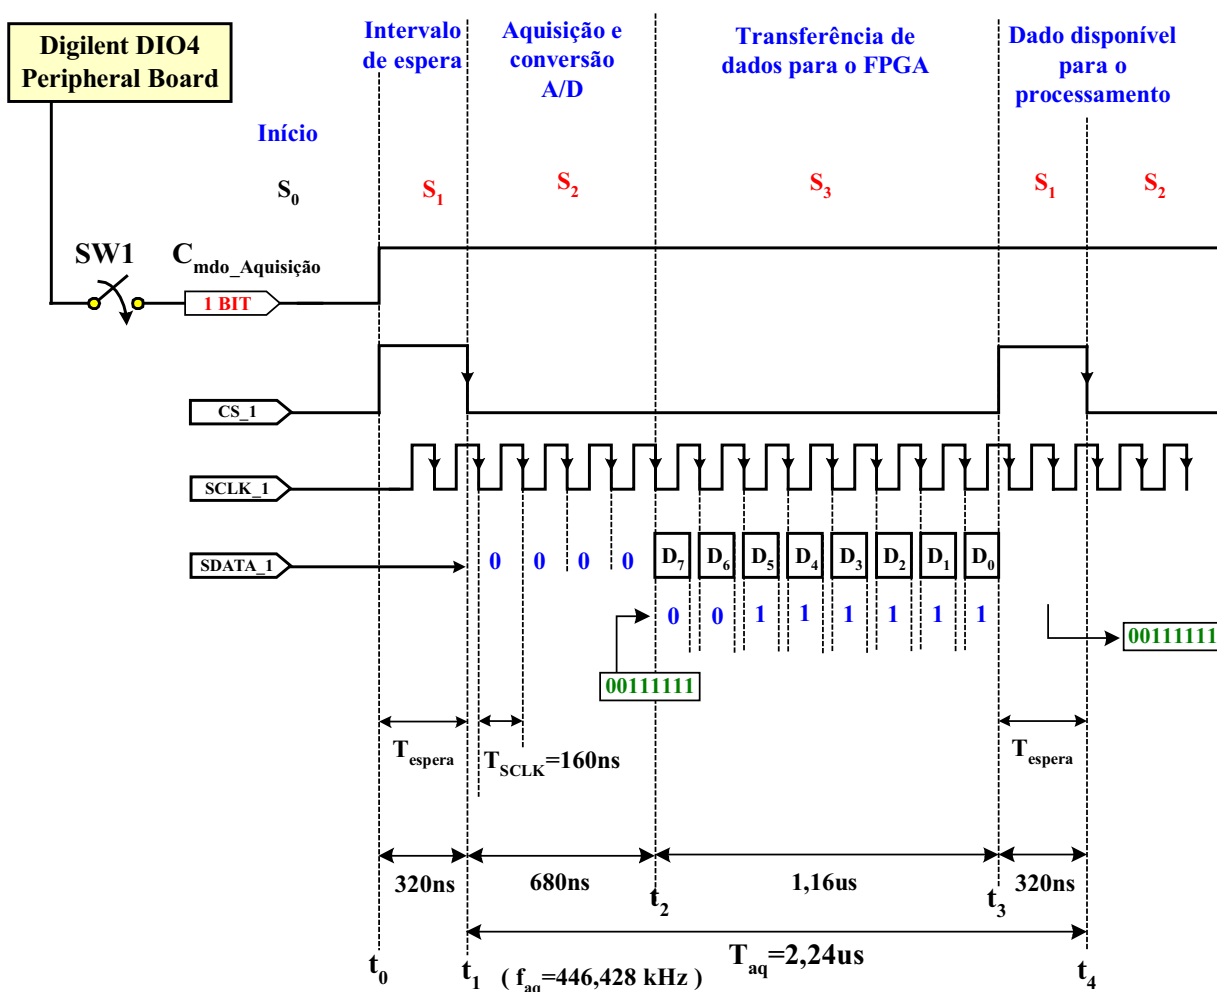 Digilent DIO4
Peripheral Board
Intervalo
de espera
Aquisição e
conversão
A/D
Transferência de
dados para o FPGA
Dado disponível
para o
processamento
Início
S0
S1
S2
S3
S1
S2
SW1
Cmdo_Aquisição
1 BIT
CS_1
SCLK_1
SDATA_1
0 0 0 0
D7 D6 D5 D4 D3 D2 D1 D0
0 0 1 1 1 1 1 1
00111111
00111111
Tespera
TSCLK=160ns
Tespera
320ns
680ns
1,16us
320ns
t2
t3
Taq=2,24us
t0
t1
( faq=446,428 kHz )
t4